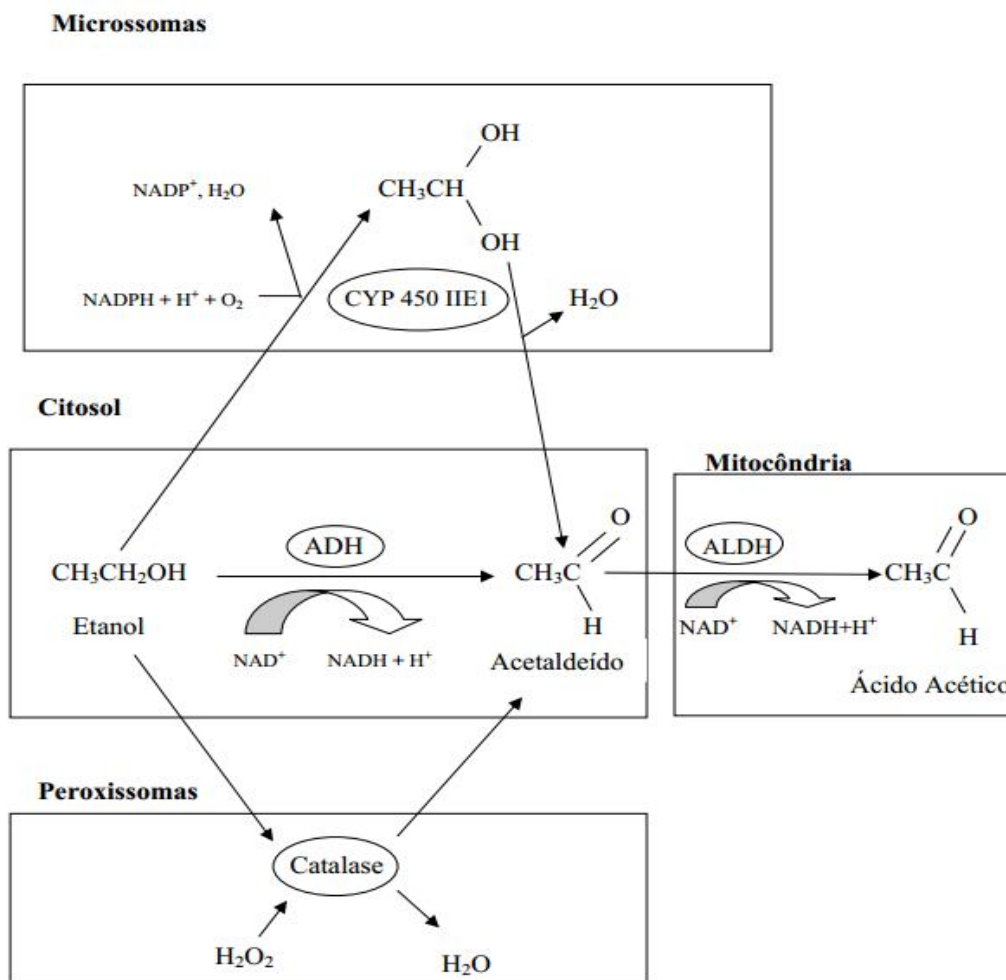 Microssomas
OH
NADP⁺, H₂O
CH₃CH
OH
NADPH + H⁺ + O₂
CYP 450 IIE1
H₂O
Citosol
Mitocôndria
ADH
O
ALDH
O
CH₃CH₂OH
CH₃C
CH₃C
Etanol
H
NAD⁺
NADH + H⁺
NAD⁺
NADH+H⁺
H
Acetaldeído
Ácido Acético
Peroxissomas
Catalase
H₂O₂
H₂O